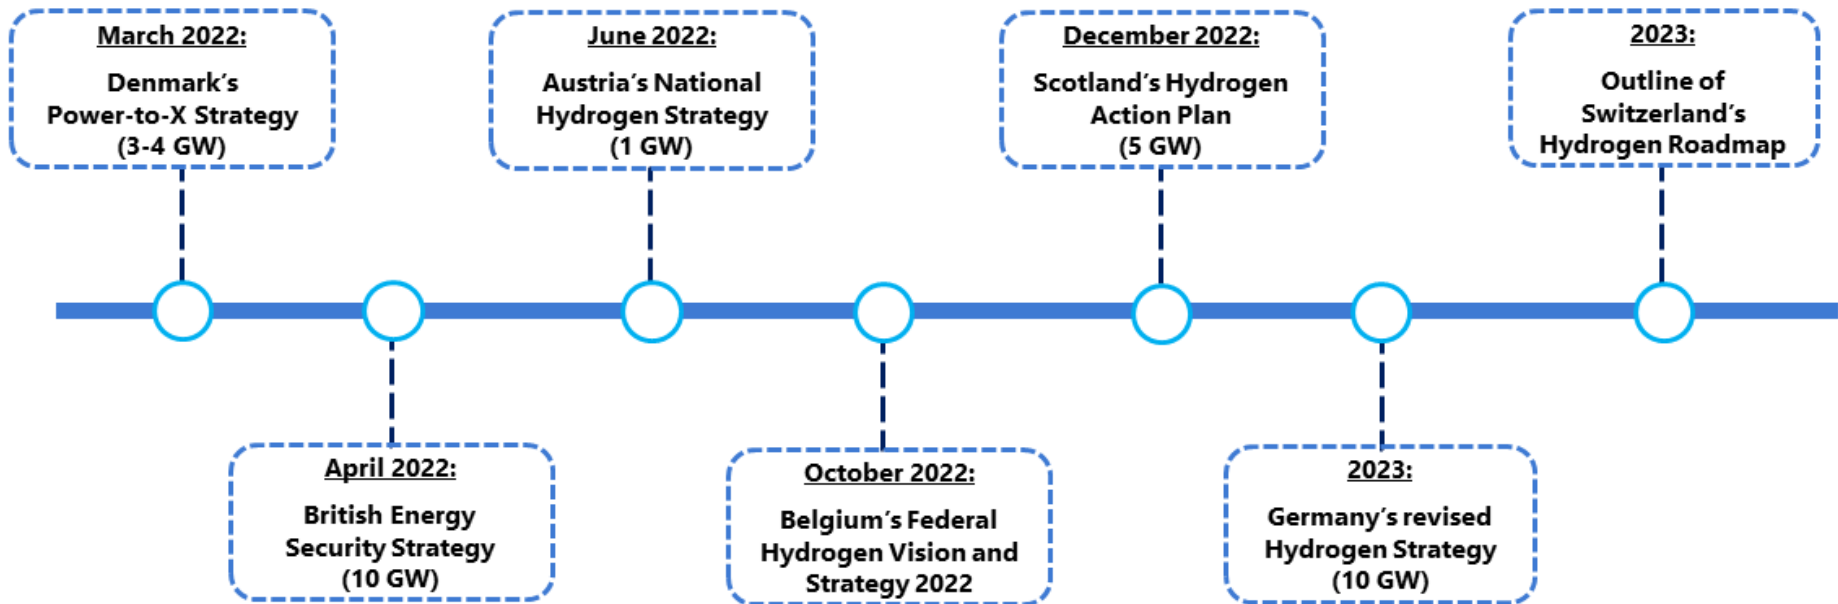 March 2022:
Denmark's
Power-to-X Strategy
(3-4 GW)
June 2022:
Austria's National
Hydrogen Strategy
(1 GW)
December 2022:
Scotland's Hydrogen
Action Plan
(5 GW)
2023:
Outline of
Switzerland's
Hydrogen Roadmap
April 2022:
British Energy
Security Strategy
(10 GW)
October 2022:
Belgium's Federal
Hydrogen Vision and
Strategy 2022
2023:
Germany's revised
Hydrogen Strategy
(10 GW)